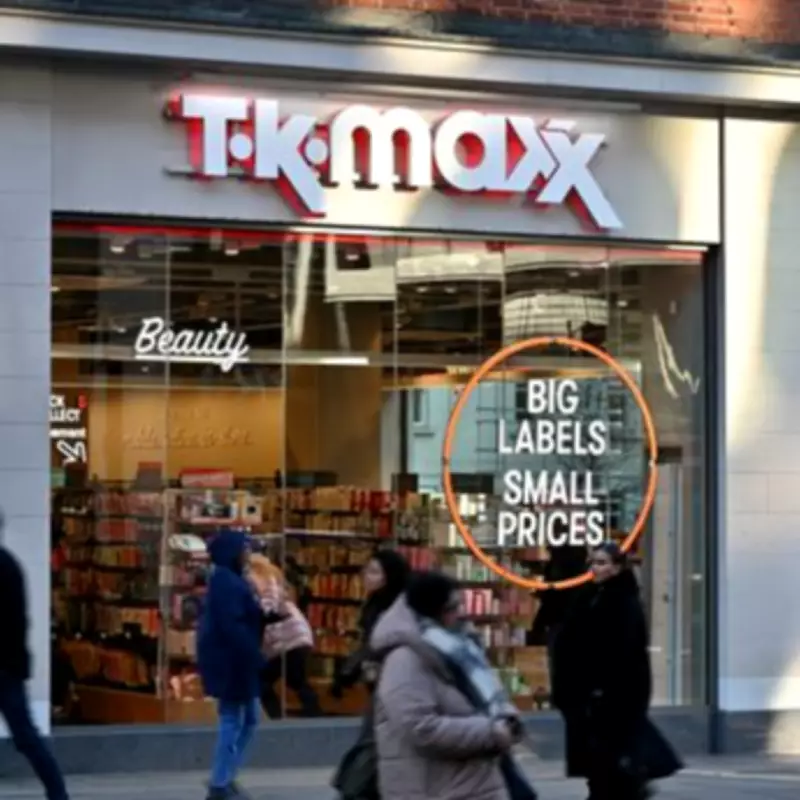 T·K·maxx
Beauty
BIG
LABELS
SMALL
PRICES